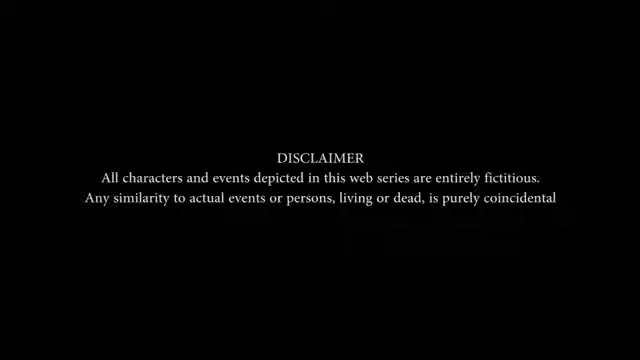 DISCLAIMER
All characters and events depicted in this web series are entirely fictitious.
Any similarity to actual events or persons, living or dead, is purely coincidental